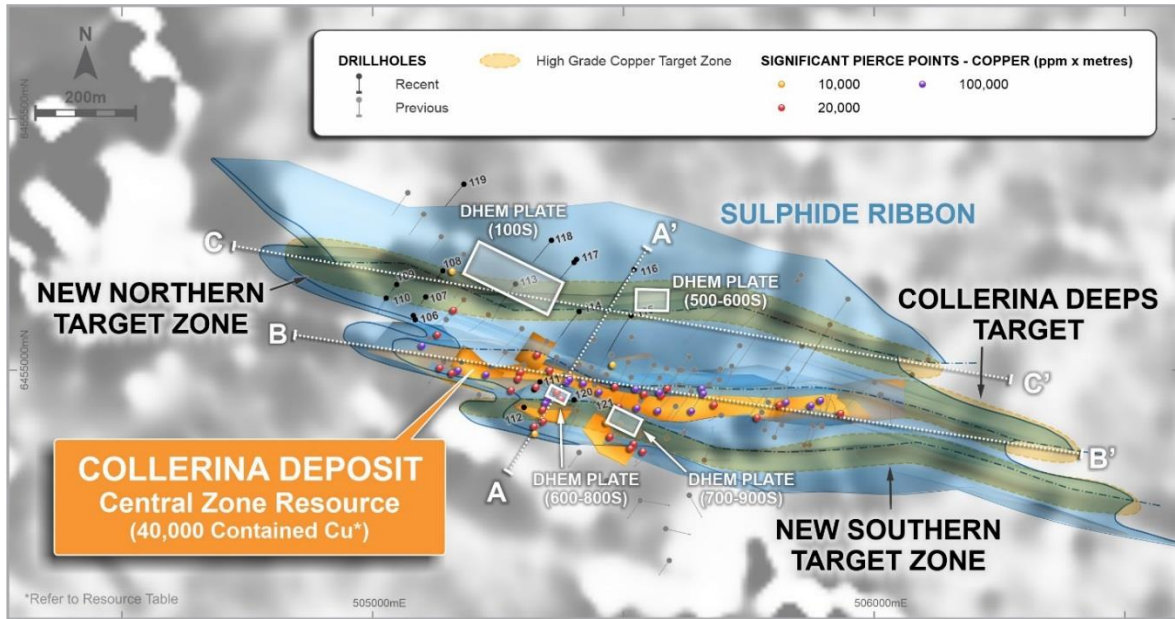 N
200m
DRILLHOLES
Recent
Previous
High Grade Copper Target Zone
SIGNIFICANT PIERCE POINTS - COPPER (ppm x metres)
10,000
100,000
20,000
6455500mN
6455000mN
119
DHEM PLATE
(100S)
118
117
116
A'
SULPHIDE RIBBON
C
108
113
110
107
106
114
DHEM PLATE
(500-600S)
NEW NORTHERN
TARGET ZONE
COLLERINA DEEPS
TARGET
B
C'
111
120
121
112
A
DHEM PLATE
(600-800S)
DHEM PLATE
(700-900S)
B'
COLLERINA DEPOSIT
Central Zone Resource
(40,000 Contained Cu*)
NEW SOUTHERN
TARGET ZONE
*Refer to Resource Table
505000mE
506000mE